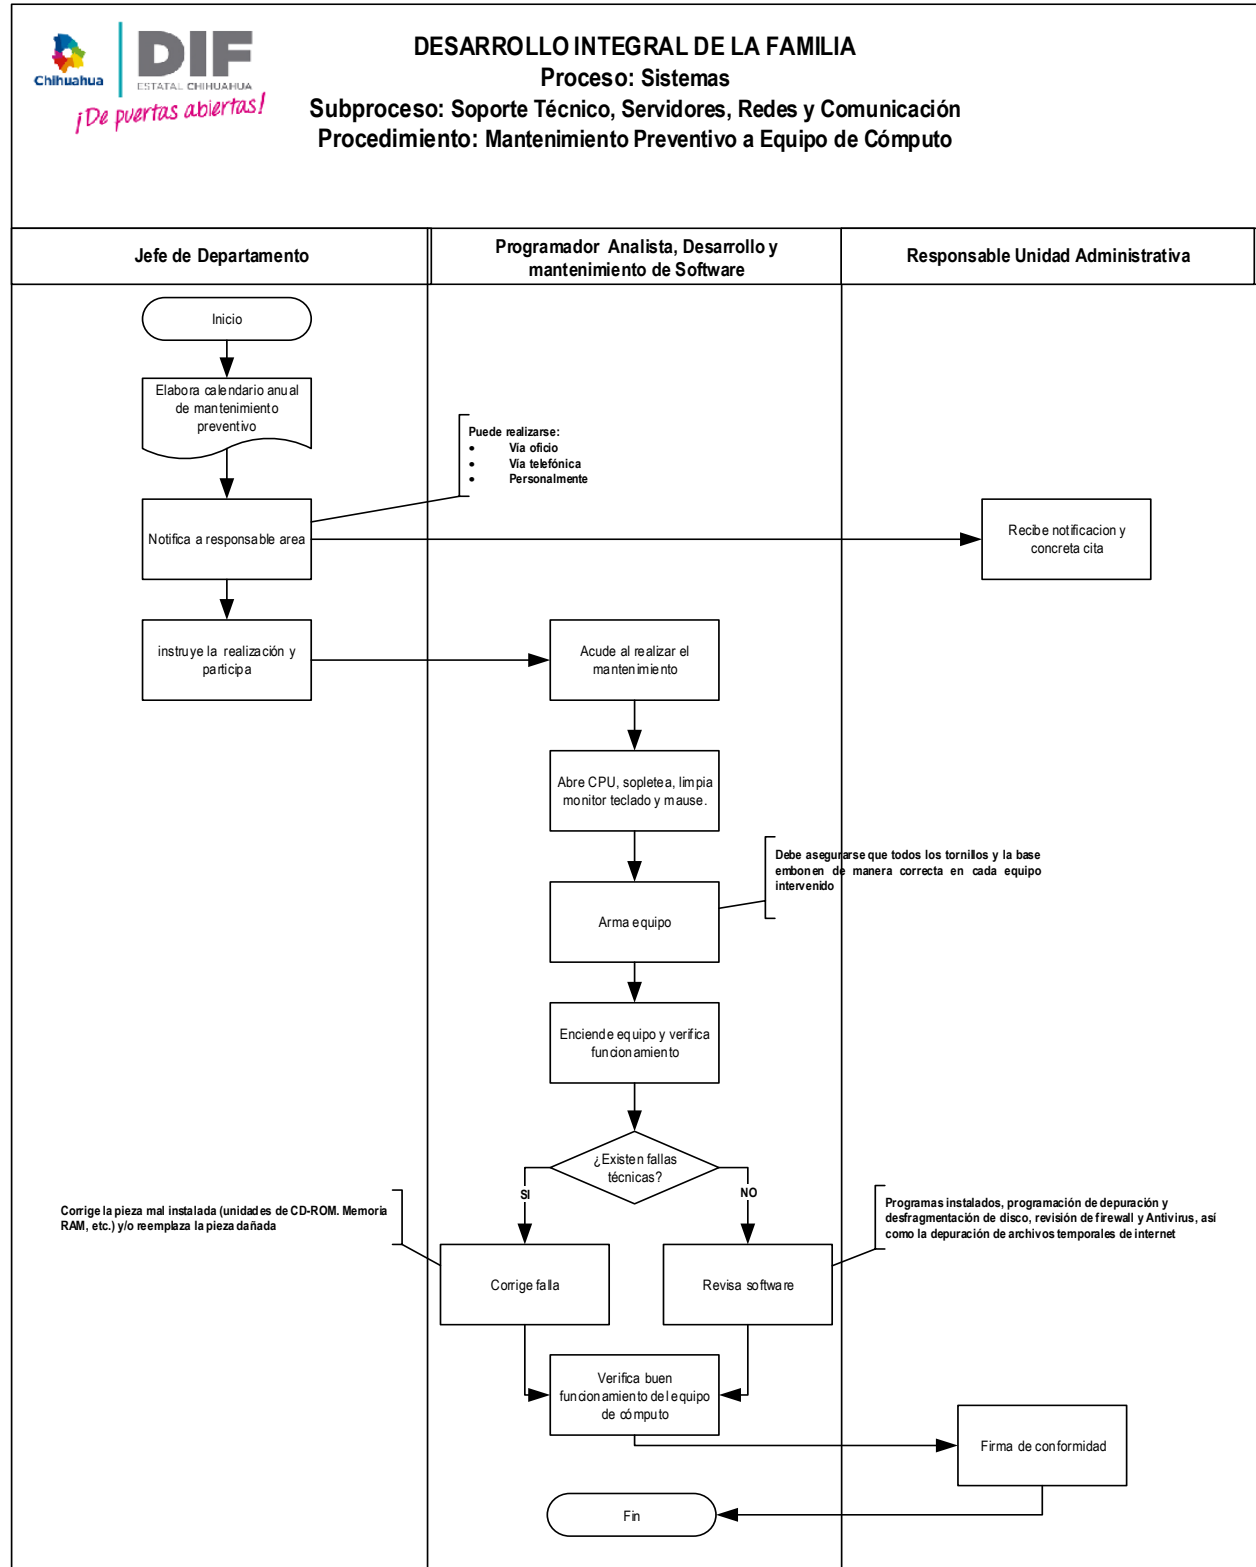 Chihuahua
DIF
ESTATAL CHIHUAHUA
¡De puertas abiertas!
DESARROLLO INTEGRAL DE LA FAMILIA
Proceso: Sistemas
Subproceso: Soporte Técnico, Servidores, Redes y Comunicación
Procedimiento: Mantenimiento Preventivo a Equipo de Cómputo
Jefe de Departamento
Programador Analista, Desarrollo y
mantenimiento de Software
Responsable Unidad Administrativa
Inicio
Elabora calendario anual
de mantenimiento
preventivo
Puede realizarse:
• Vía oficio
• Vía telefónica
• Personalmente
Notifica a responsable area
Recibe notificacion y
concreta cita
instruye la realización y
participa
Acude al realizar el
mantenimiento
Abre CPU, sopletea, limpia
monitor teclado y mause.
Debe asegurarse que todos los tornillos y la base
embonen de manera correcta en cada equipo
intervenido
Arma equipo
Enciende equipo y verifica
funcionamiento
¿Existen fallas
técnicas?
SI
NO
Corrige la pieza mal instalada (unidades de CD-ROM. Memoria
RAM, etc.) y/o reemplaza la pieza dañada
Programas instalados, programación de depuración y
desfragmentación de disco, revisión de firewall y Antivirus, así
como la depuración de archivos temporales de internet
Corrige falla
Revisa software
Verifica buen
funcionamiento del equipo
de cómputo
Firma de conformidad
Fin